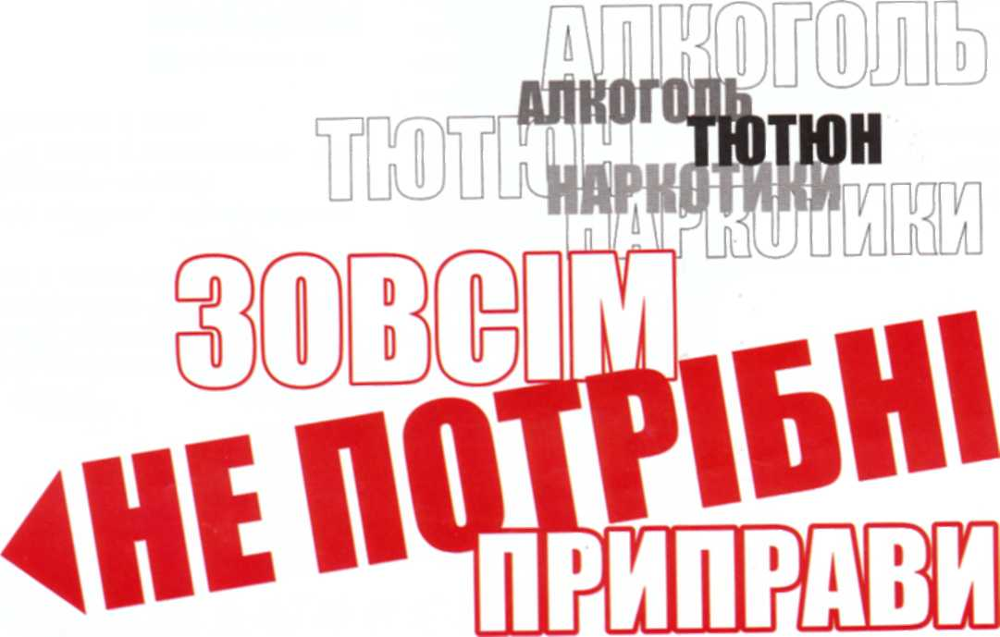 АЛКОГОЛЬ
АЛКОГОЛЬ
ТЮТЮН
ТЮТЮН
НАРКОТИКИ
НАРКОТИКИ
ЗОВСІМ
НЕ ПОТРІБНІ
ПРИПРАВИ